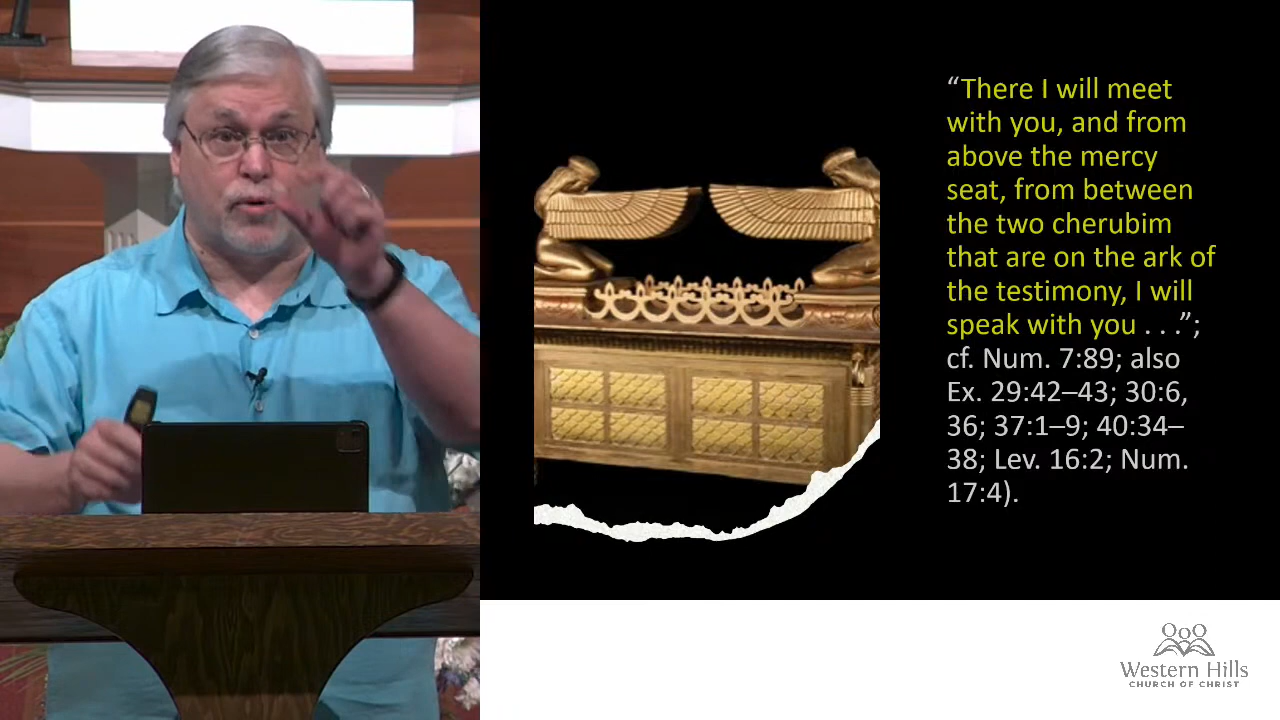 “There I will meet
with you, and from
above the mercy
seat, from between
the two cherubim
that are on the ark of
the testimony, I will
speak with you . . .”;
cf. Num. 7:89; also
Ex. 29:42–43; 30:6,
36; 37:1–9; 40:34–
38; Lev. 16:2; Num.
17:4).
Western Hills
CHURCH OF CHRIST